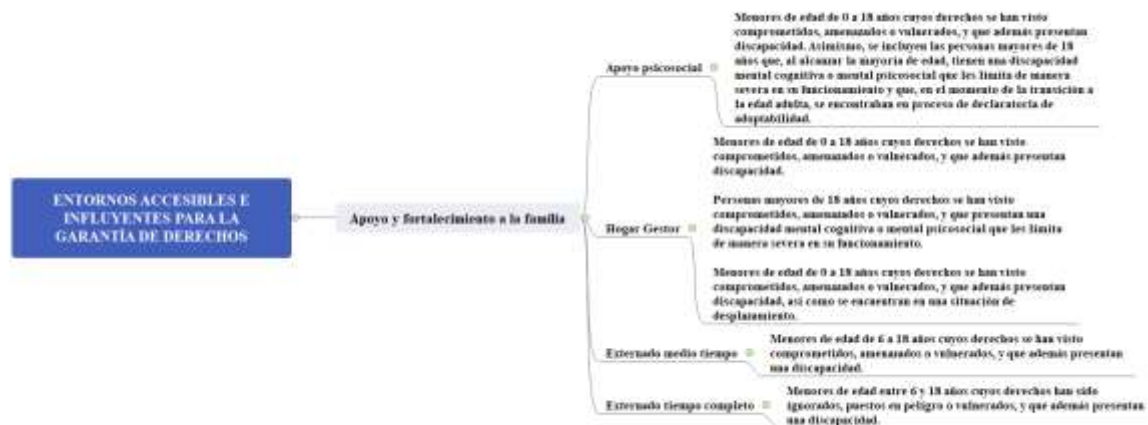 Menores de edad de 0 a 18 años cuyos derechos se han visto
comprometidos, amenazados o vulnerados, y que además presentan
discapacidad. Asimismo, se incluyen las personas mayores de 18
años que, al alcanzar la mayoría de edad, tienen una discapacidad
mental cognitiva o mental psicosocial que les limita de manera
severa en su funcionamiento y que, en el momento de la transición a
la edad adulta, se encontraban en proceso de declaratoria de
adoptabilidad.
Apoyo psicosocial
Menores de edad de 0 a 18 años cuyos derechos se han visto
comprometidos, amenazados o vulnerados, y que además presentan
discapacidad.
ENTORNOS ACCESIBLES E
INFLUYENTES PARA LA
GARANTÍA DE DERECHOS
Apoyo y fortalecimiento a la familia
Hogar Gestor
Personas mayores de 18 años cuyos derechos se han visto
comprometidos, amenazados o vulnerados, y que presentan una
discapacidad mental cognitiva o mental psicosocial que les limita
de manera severa en su funcionamiento.
Menores de edad de 0 a 18 años cuyos derechos se han visto
comprometidos, amenazados o vulnerados, y que además presentan
discapacidad, así como se encuentran en una situación de
desplazamiento.
Externado medio tiempo
Menores de edad de 6 a 18 años cuyos derechos se han visto
comprometidos, amenazados o vulnerados, y que además presentan
una discapacidad.
Externado tiempo completo
Menores de edad entre 6 y 18 años cuyos derechos han sido
ignorados, puestos en peligro o vulnerados, y que además presentan
una discapacidad.